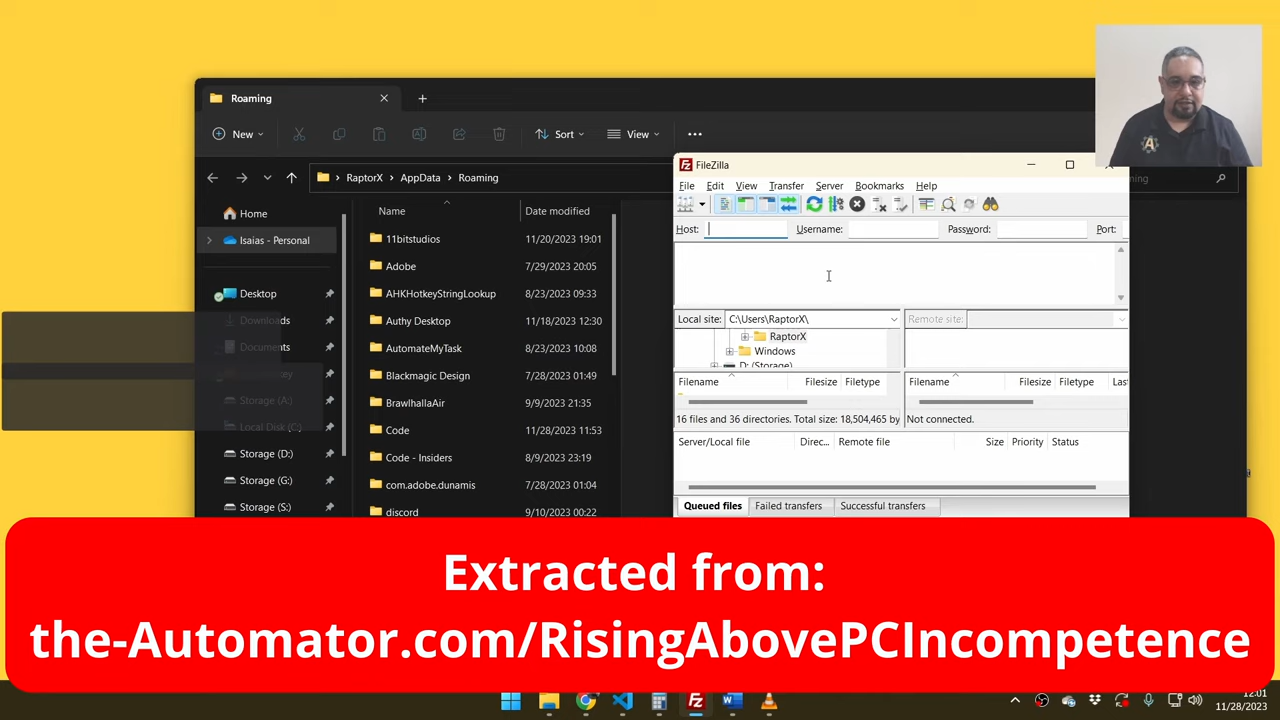 Roaming
New
Sort
View
RaptorX
AppData
Roaming
Name
Date modified
Home
Isaias - Personal
Desktop
Downloads
Documents
Storage (A:)
Local Disk (C:)
Storage (D:)
Storage (G:)
Storage (S:)
11bitstudios 11/20/2023 19:01
Adobe 7/29/2023 20:05
AHKHotkeyStringLookup 8/23/2023 09:33
Authy Desktop 11/18/2023 12:30
AutomateMyTask 8/23/2023 10:08
Blackmagic Design 7/28/2023 01:49
BrawlhallaAir 9/9/2023 21:35
Code 11/28/2023 11:53
Code - Insiders 8/9/2023 23:19
com.adobe.dunamis 7/28/2023 01:04
discord 9/10/2023 00:22
FileZilla
File Edit View Transfer Server Bookmarks Help
Host: Username: Password: Port:
Local site: C:\Users\RaptorX\
Remote site:
RaptorX
Windows
D: (Storage)
Filename Filesize Filetype
Filename Filesize Filetype Las
16 files and 36 directories. Total size: 18,504,465 by
Not connected.
Server/Local file Direc... Remote file Size Priority Status
Queued files Failed transfers Successful transfers
Extracted from:
the-Automator.com/RisingAbovePCIncompetence
12:01
11/28/2023